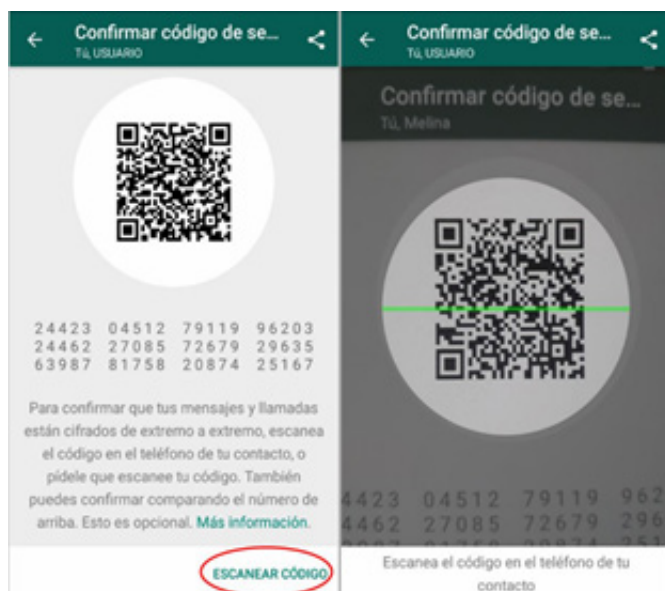 Confirmar código de se...
Tú, USUARIO
24423 04512 79119 96203
24462 27085 72679 29635
63987 81758 20874 25167
Para confirmar que tus mensajes y llamadas
están cifrados de extremo a extremo, escanea
el código en el teléfono de tu contacto, o
pídele que escanee tu código. También
puedes confirmar comparando el número de
arriba. Esto es opcional. Más información.
ESCANEAR CÓDIGO
Confirmar código de se...
Tú, USUARIO
Confirmar código de se...
Tú, Melina
4423 04512 79119 962
4462 27085 72679 296
Escanea el código en el teléfono de tu
contacto